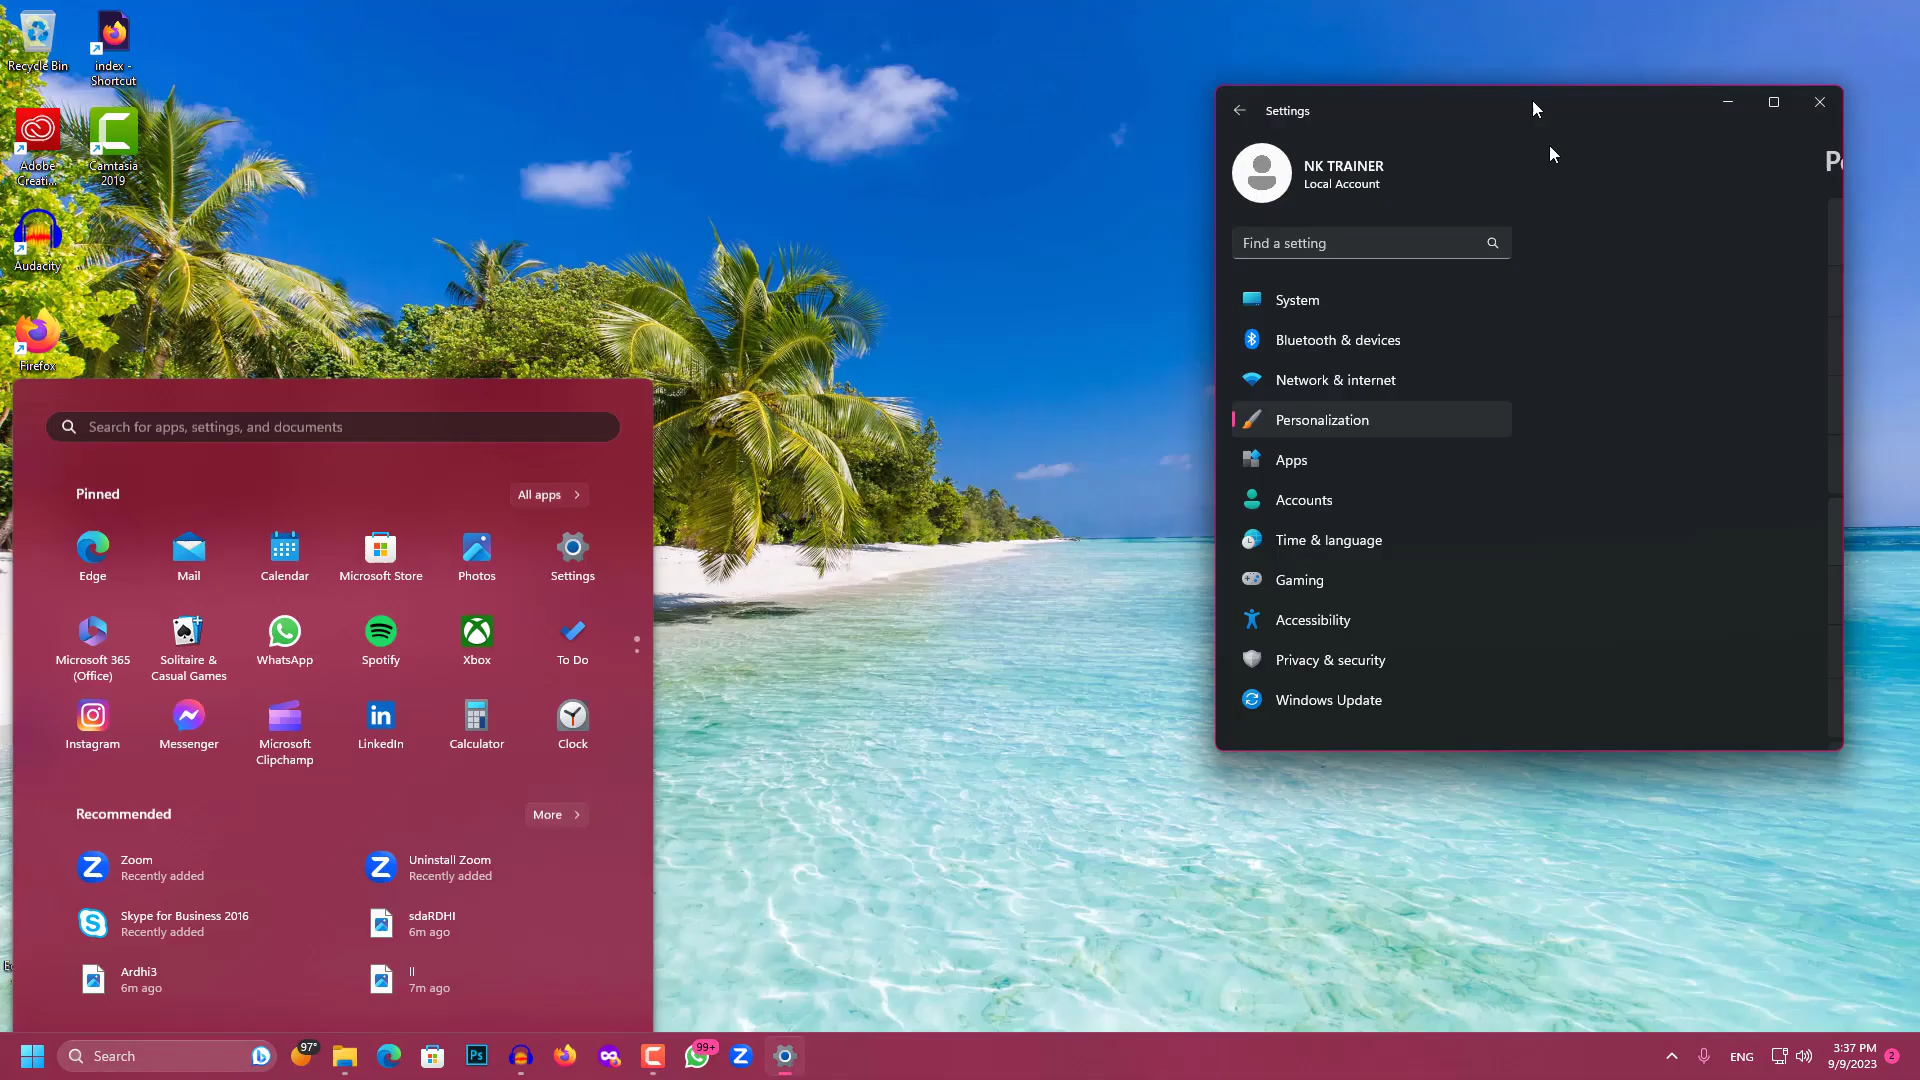 Recycle Bin
index -
Shortcut
Adobe
Creati...
Camtasia
2019
Audacity
Firefox
Search for apps, settings, and documents
Pinned
All apps
Edge
Mail
Calendar
Microsoft Store
Photos
Settings
Microsoft 365
(Office)
Solitaire &
Casual Games
WhatsApp
Spotify
Xbox
To Do
Instagram
Messenger
Microsoft
Clipchamp
LinkedIn
Calculator
Clock
Recommended
More
Zoom
Recently added
Uninstall Zoom
Recently added
Skype for Business 2016
Recently added
sdaRDHI
6m ago
Ardhi3
6m ago
ll
7m ago
Settings
NK TRAINER
Local Account
Find a setting
System
Bluetooth & devices
Network & internet
Personalization
Apps
Accounts
Time & language
Gaming
Accessibility
Privacy & security
Windows Update
Search
97°
Ps
99+
ENG
3:37 PM
9/9/2023
2